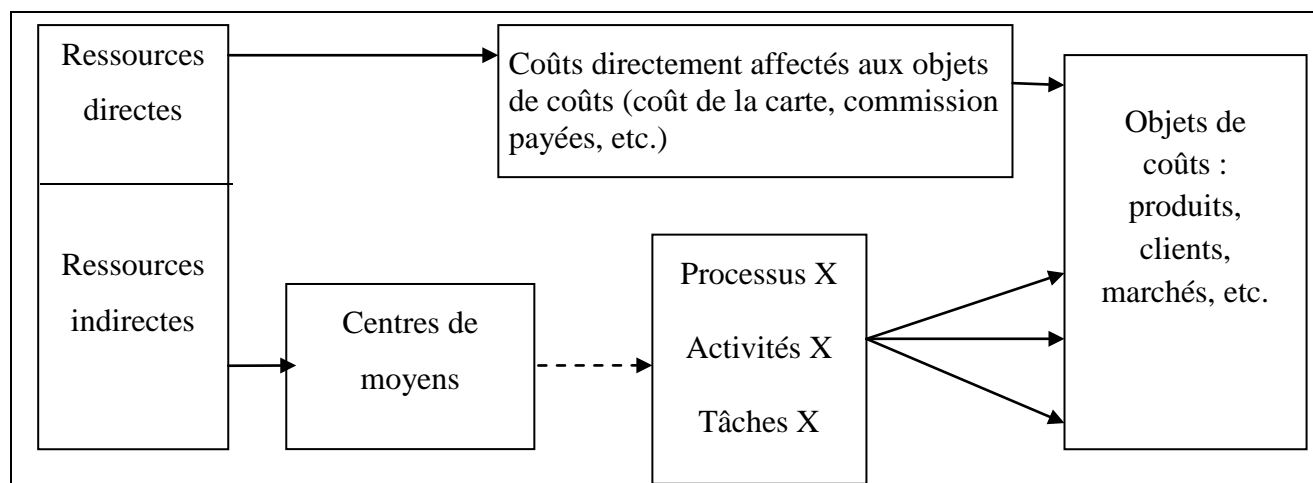 Ressources
directes
Coûts directement affectés aux objets
de coûts (coût de la carte, commission
payées, etc.)
Objets de
coûts :
produits,
clients,
marchés, etc.
Ressources
indirectes
Centres de
moyens
Processus X
Activités X
Tâches X